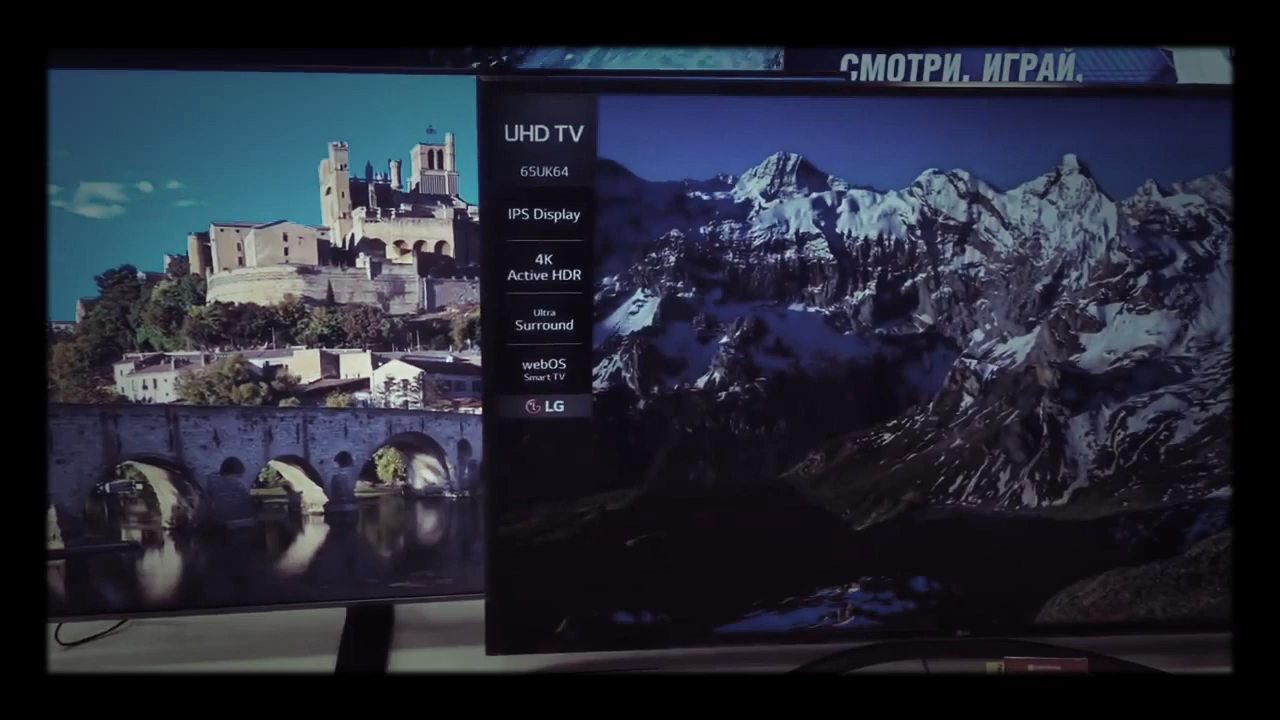 СМОТРИ, ИГРАЙ,
UHD TV
65UK64
IPS Display
4K
Active HDR
Ultra
Surround
webOS
Smart TV
LG